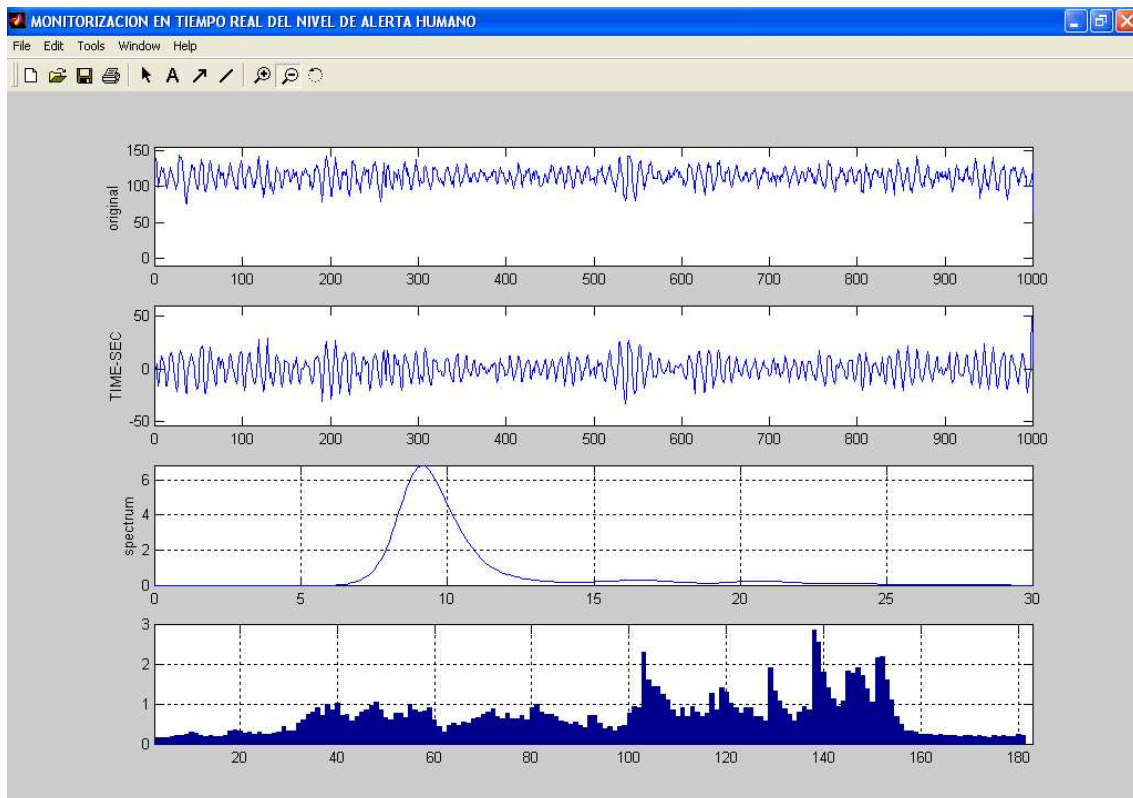 MONITORIZACION EN TIEMPO REAL DEL NIVEL DE ALERTA HUMANO
File Edit Tools Window Help
A
150
100
50
0
original
0 100 200 300 400 500 600 700 800 900 1000
50
0
-50
TIME-SEC
0 100 200 300 400 500 600 700 800 900 1000
6
4
2
0
spectrum
0 5 10 15 20 25 30
3
2
1
0
20 40 60 80 100 120 140 160 180